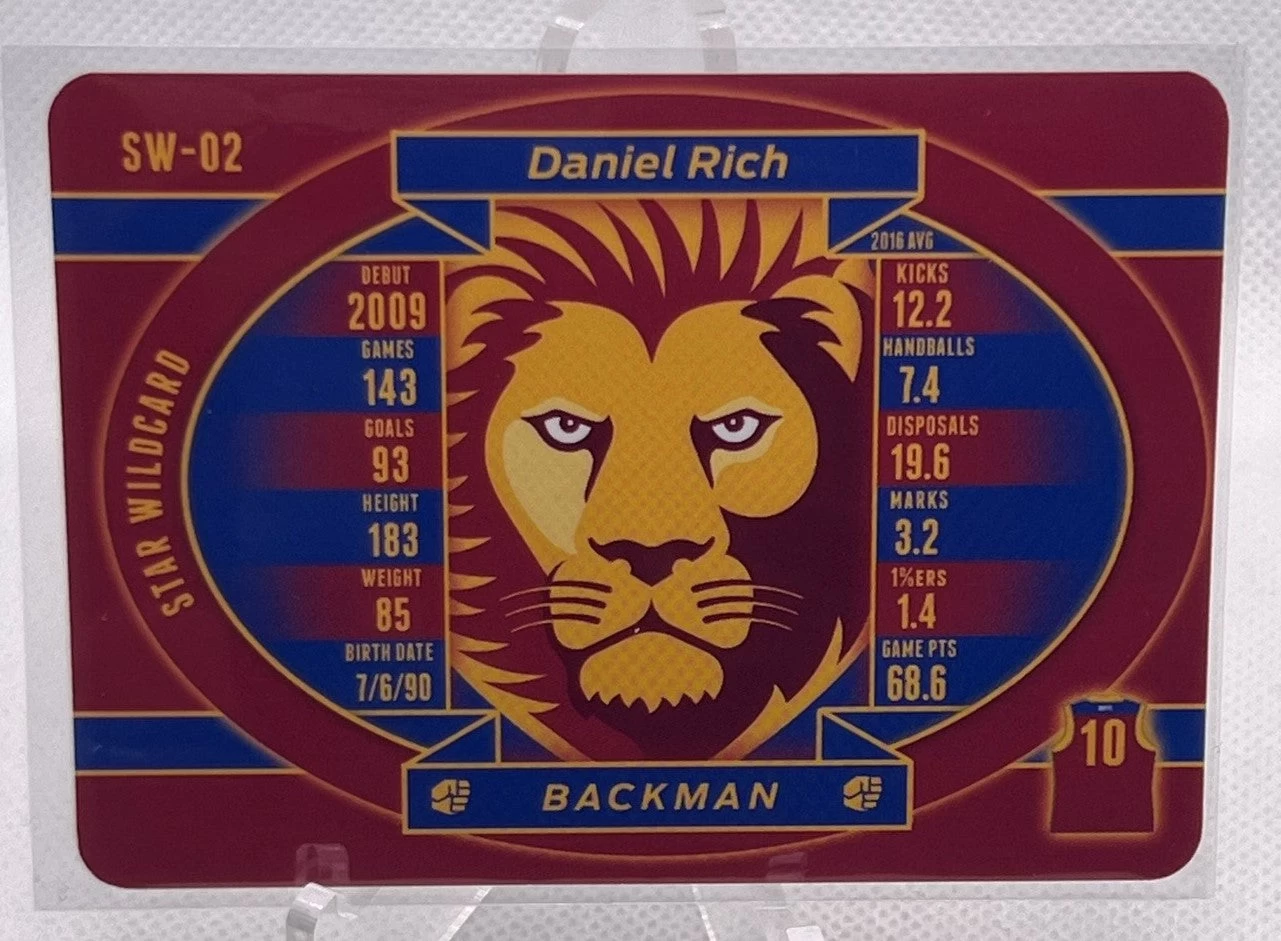 SW-02
Daniel Rich
STAR WILDCARD
DEBUT
2009
GAMES
143
GOALS
93
HEIGHT
183
WEIGHT
85
BIRTH DATE
7/6/90
2016 AVG
KICKS
12.2
HANDBALLS
7.4
DISPOSALS
19.6
MARKS
3.2
1%ERS
1.4
GAME PTS
68.6
10
BACKMAN